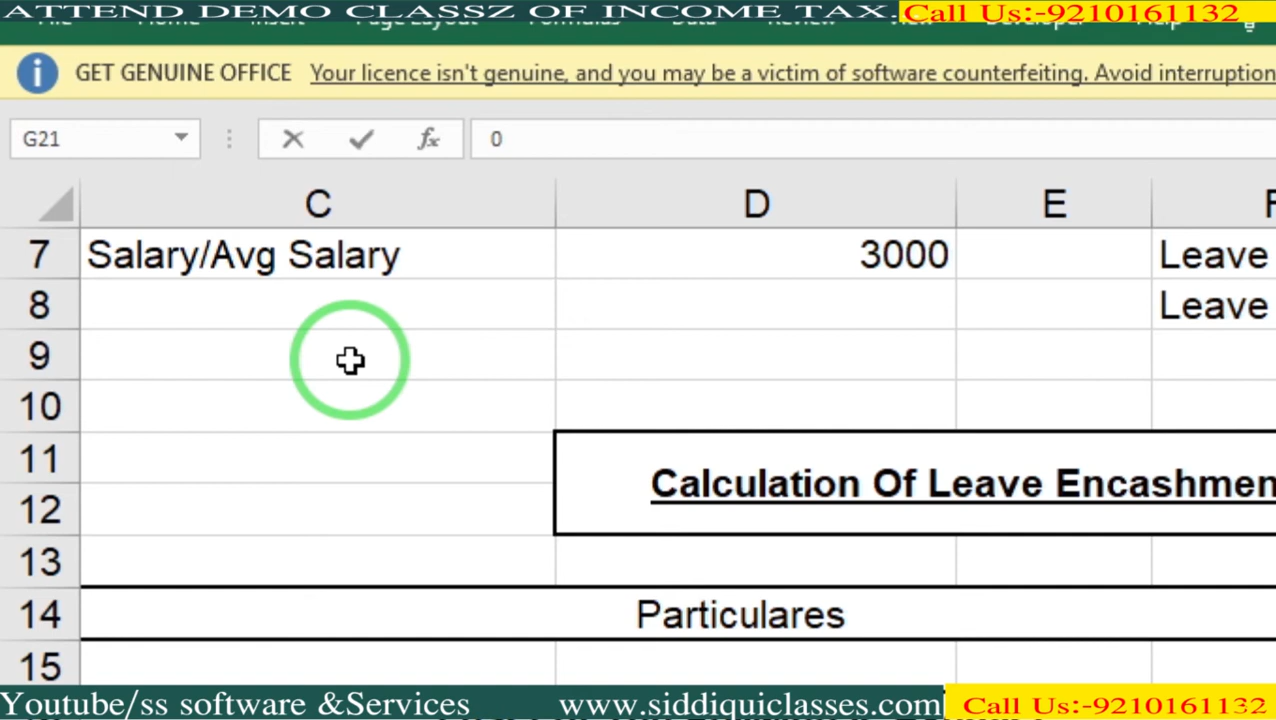 ATTEND DEMO CLASSZ OF INCOME TAX. Call Us:-9210161132
GET GENUINE OFFICE Your licence isn't genuine, and you may be a victim of software counterfeiting. Avoid interruption
G21 fx 0
C D E
7 Salary/Avg Salary 3000 Leave
8 Leave
9
10
11
Calculation Of Leave Encashmen
12
13
14 Particulares
15
Youtube/ss software &Services www.siddiquiclasses.com Call Us:-9210161132